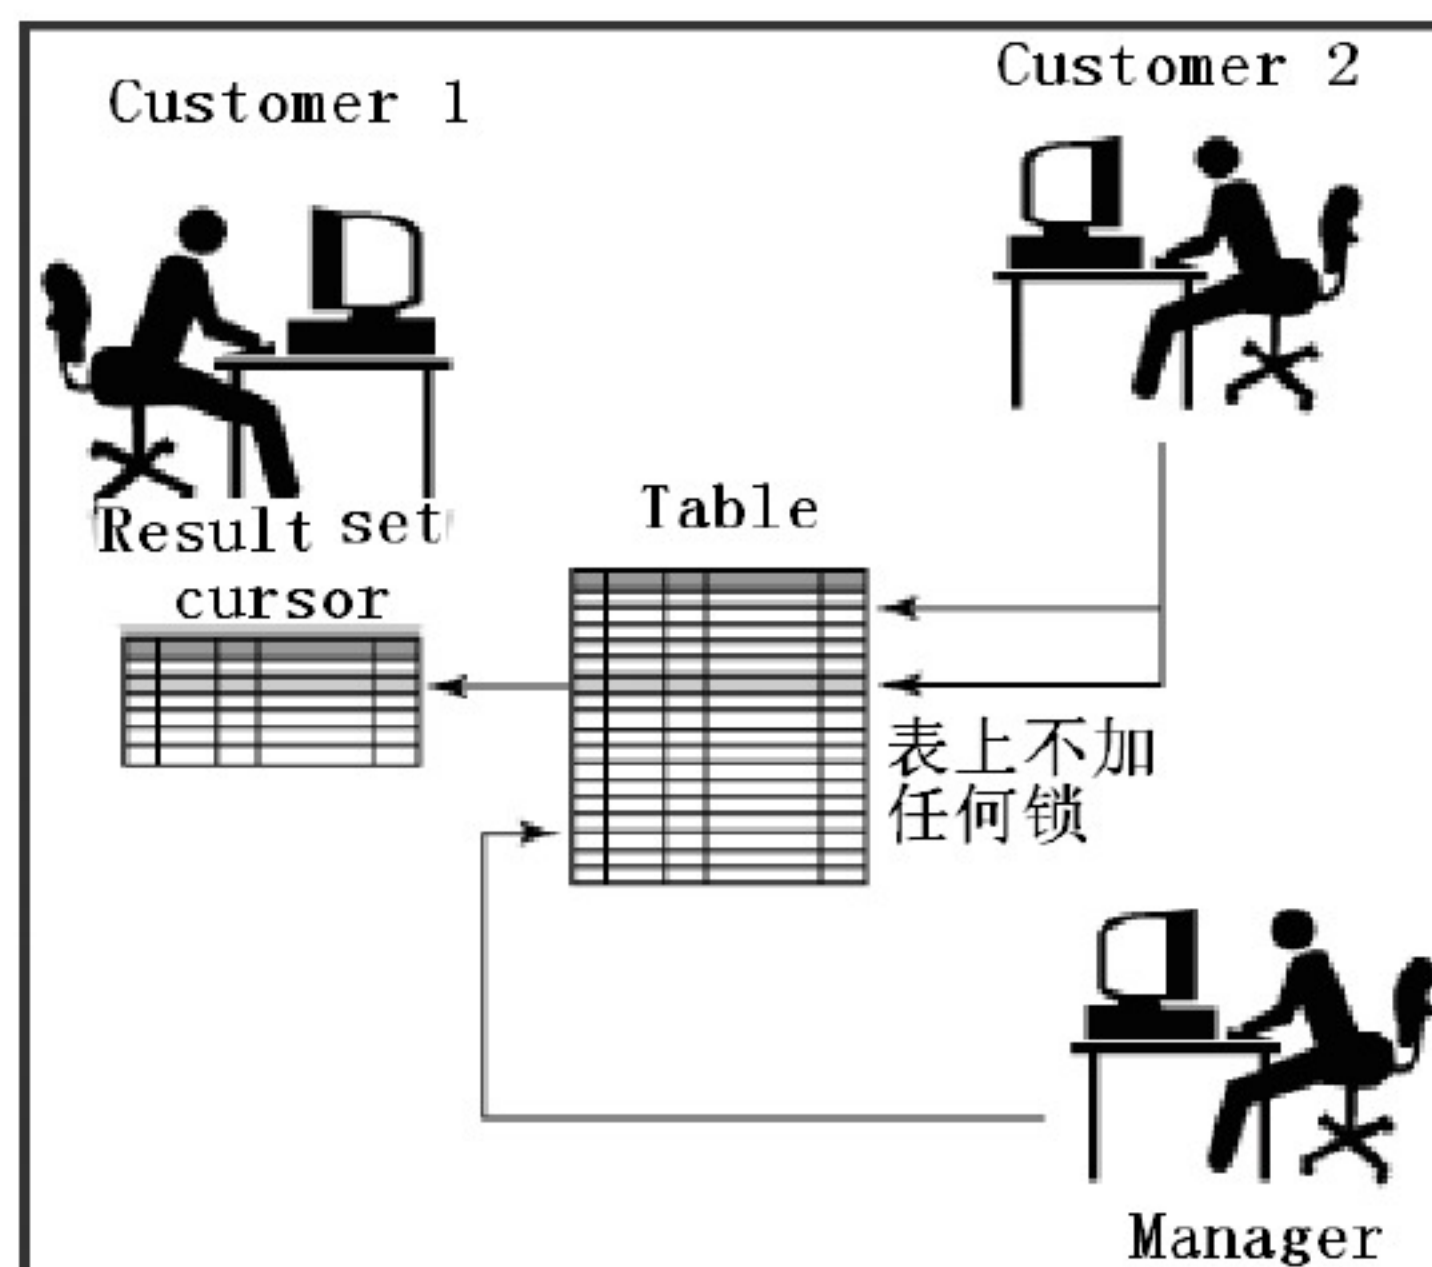 Customer 1
Customer 2
Result set
cursor
Table
表上不加
任何锁
Manager